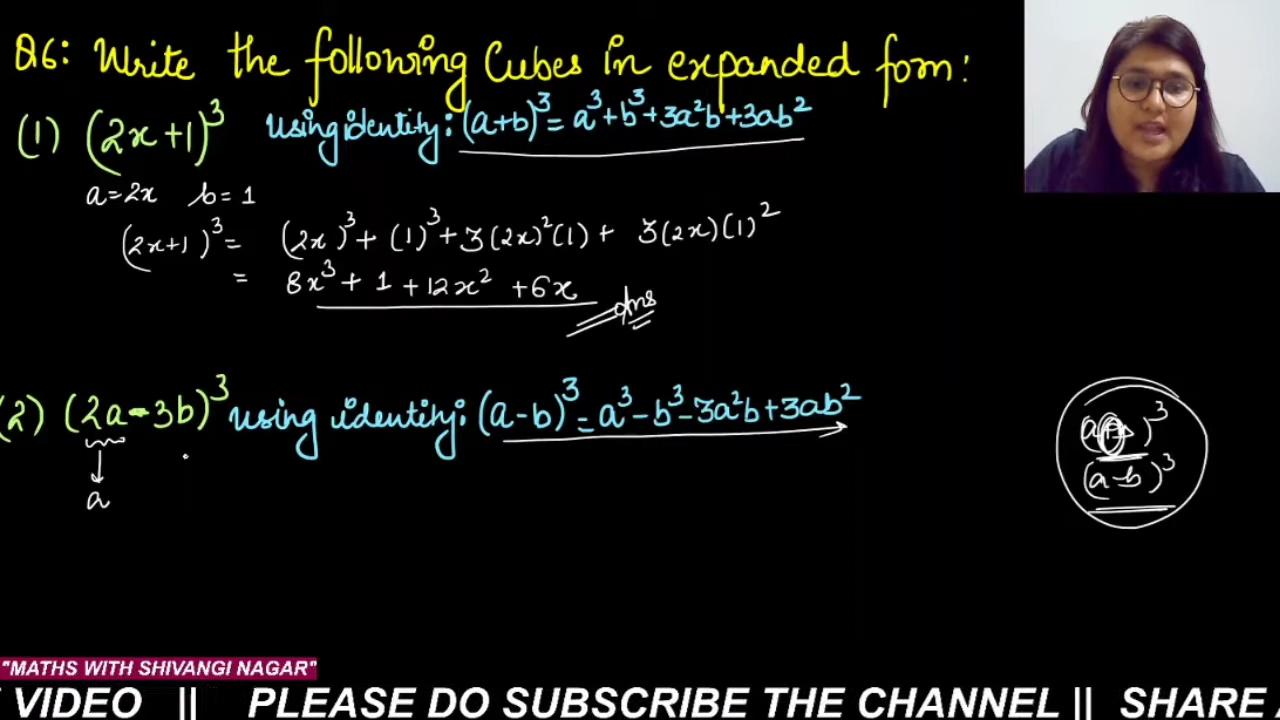 Q6: Write the following Cubes in expanded form:
(1) (2x+1)³ Using identity: (a+b)³ = a³+b³+3a²b+3ab²
a=2x b=1
(2x+1)³ = (2x)³ + (1)³ + 3(2x)²(1) + 3(2x)(1)²
= 8x³ + 1 + 12x² + 6x
Ans
(2) (2a-3b)³ using identity: (a-b)³ = a³-b³-3a²b+3ab²
a
(a-b)³
"MATHS WITH SHIVANGI NAGAR"
VIDEO || PLEASE DO SUBSCRIBE THE CHANNEL || SHARE